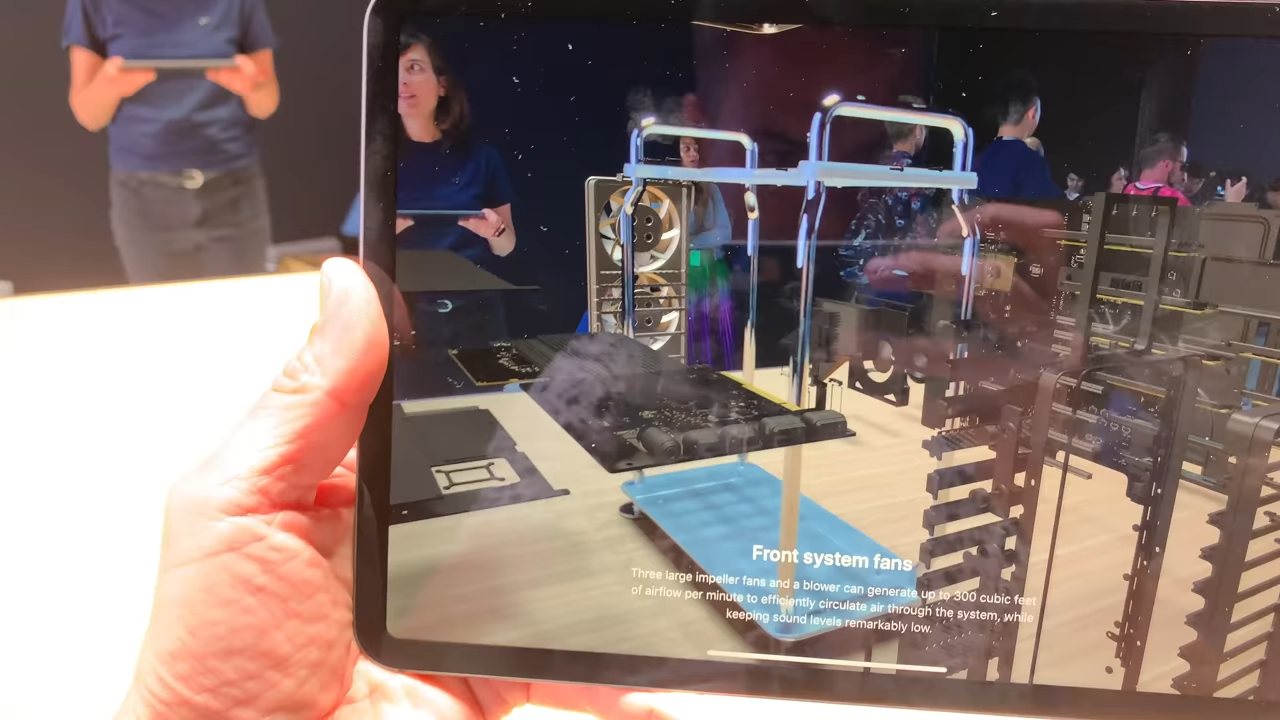 Front system fans
Three large impeller fans and a blower can generate up to 300 cubic feet
of airflow per minute to efficiently circulate air through the system, while
keeping sound levels remarkably low.